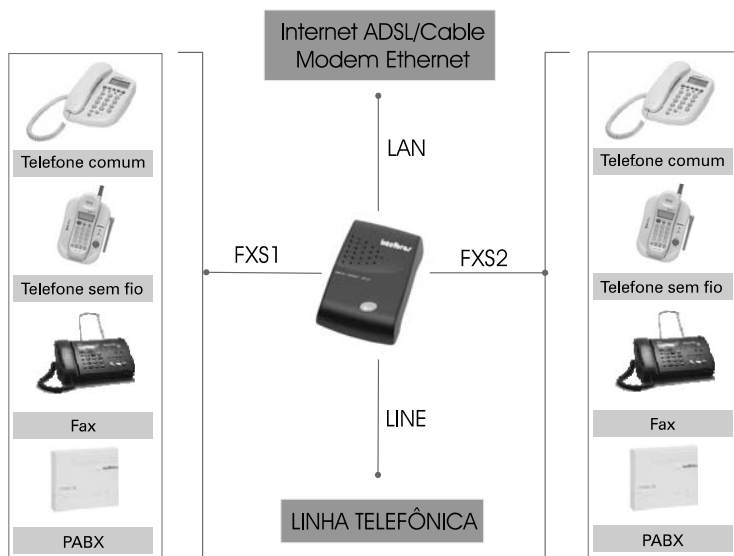 Internet ADSL/Cable
Modem Ethernet
LAN
Telefone comum
Telefone sem fio
Fax
PABX
FXS1
intelbras
FXS2
LINE
LINHA TELEFÔNICA
Telefone comum
Telefone sem fio
Fax
PABX